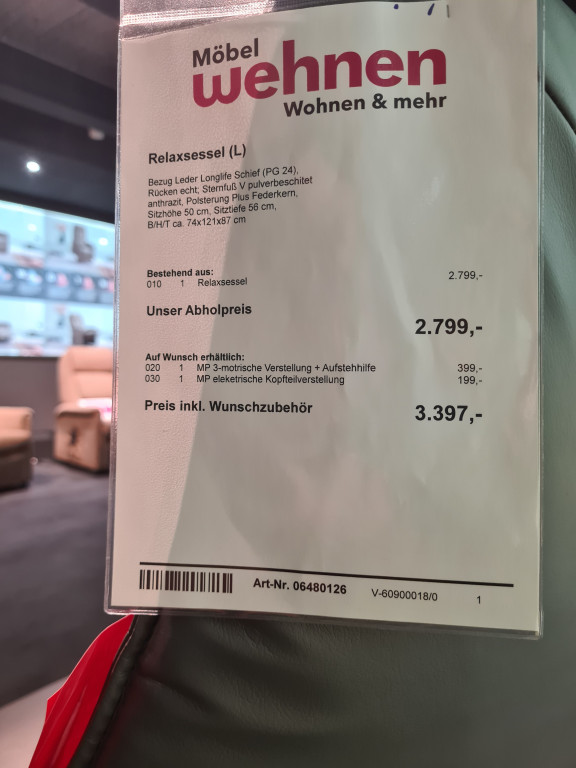 Möbel
wehnen
Wohnen & mehr
Relaxsessel (L)
Bezug Leder Longlife Schief (PG 24),
Rücken echt; Sternfuß V pulverbeschitet
anthrazit, Polsterung Plus Federkern,
Sitzhöhe 50 cm, Sitztiefe 56 cm,
B/H/T ca. 74x121x87 cm
Bestehend aus:
010 1 Relaxsessel 2.799,-
Unser Abholpreis
2.799,-
Auf Wunsch erhältlich:
020 1 MP 3-motrische Verstellung + Aufstehhilfe 399,-
030 1 MP eleketrische Kopfteilverstellung 199,-
Preis inkl. Wunschzubehör 3.397,-
Art-Nr. 06480126 V-60900018/0 1